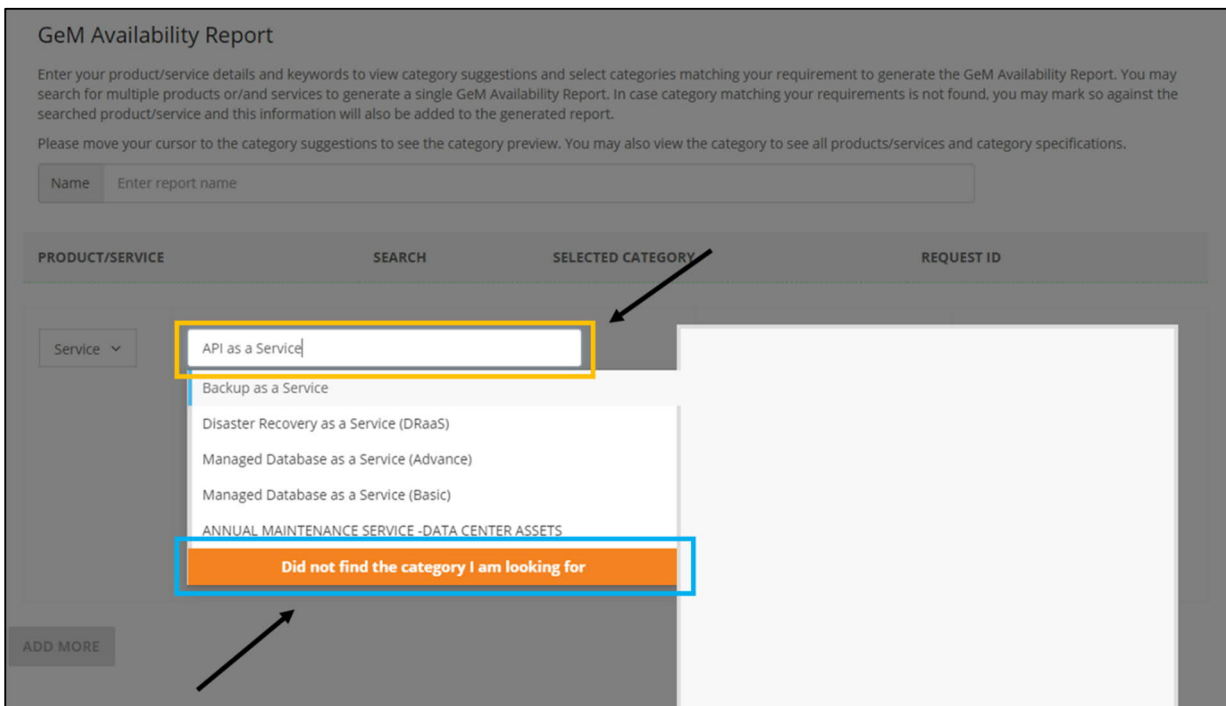 GeM Availability Report
Enter your product/service details and keywords to view category suggestions and select categories matching your requirement to generate the GeM Availability Report. You may
search for multiple products or/and services to generate a single GeM Availability Report. In case category matching your requirements is not found, you may mark so against the
searched product/service and this information will also be added to the generated report.
Please move your cursor to the category suggestions to see the category preview. You may also view the category to see all products/services and category specifications.
Name Enter report name
PRODUCT/SERVICE SEARCH SELECTED CATEGORY REQUEST ID
Service API as a Service
Backup as a Service
Disaster Recovery as a Service (DRaaS)
Managed Database as a Service (Advance)
Managed Database as a Service (Basic)
ANNUAL MAINTENANCE SERVICE -DATA CENTER ASSETS
Did not find the category I am looking for
ADD MORE